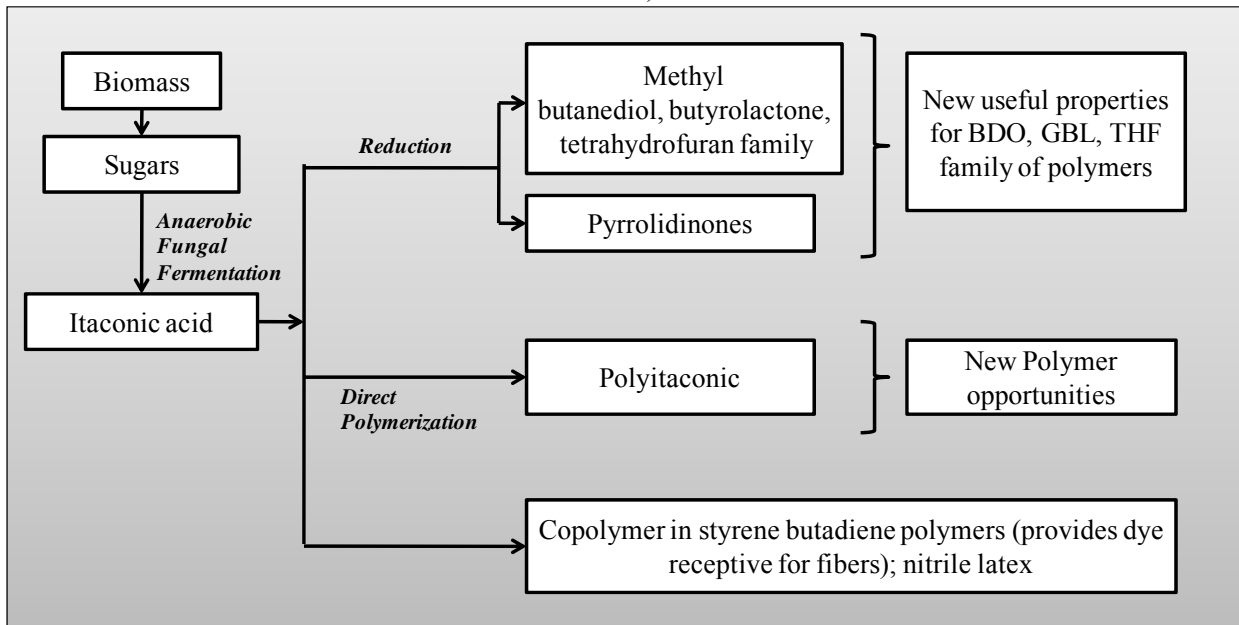 Biomass
Sugars
Anaerobic
Fungal
Fermentation
Itaconic acid
Reduction
Methyl
butanediol, butyrolactone,
tetrahydrofuran family
Pyrrolidinones
New useful properties
for BDO, GBL, THF
family of polymers
Direct
Polymerization
Polyitaconic
New Polymer
opportunities
Copolymer in styrene butadiene polymers (provides dye
receptive for fibers); nitrile latex